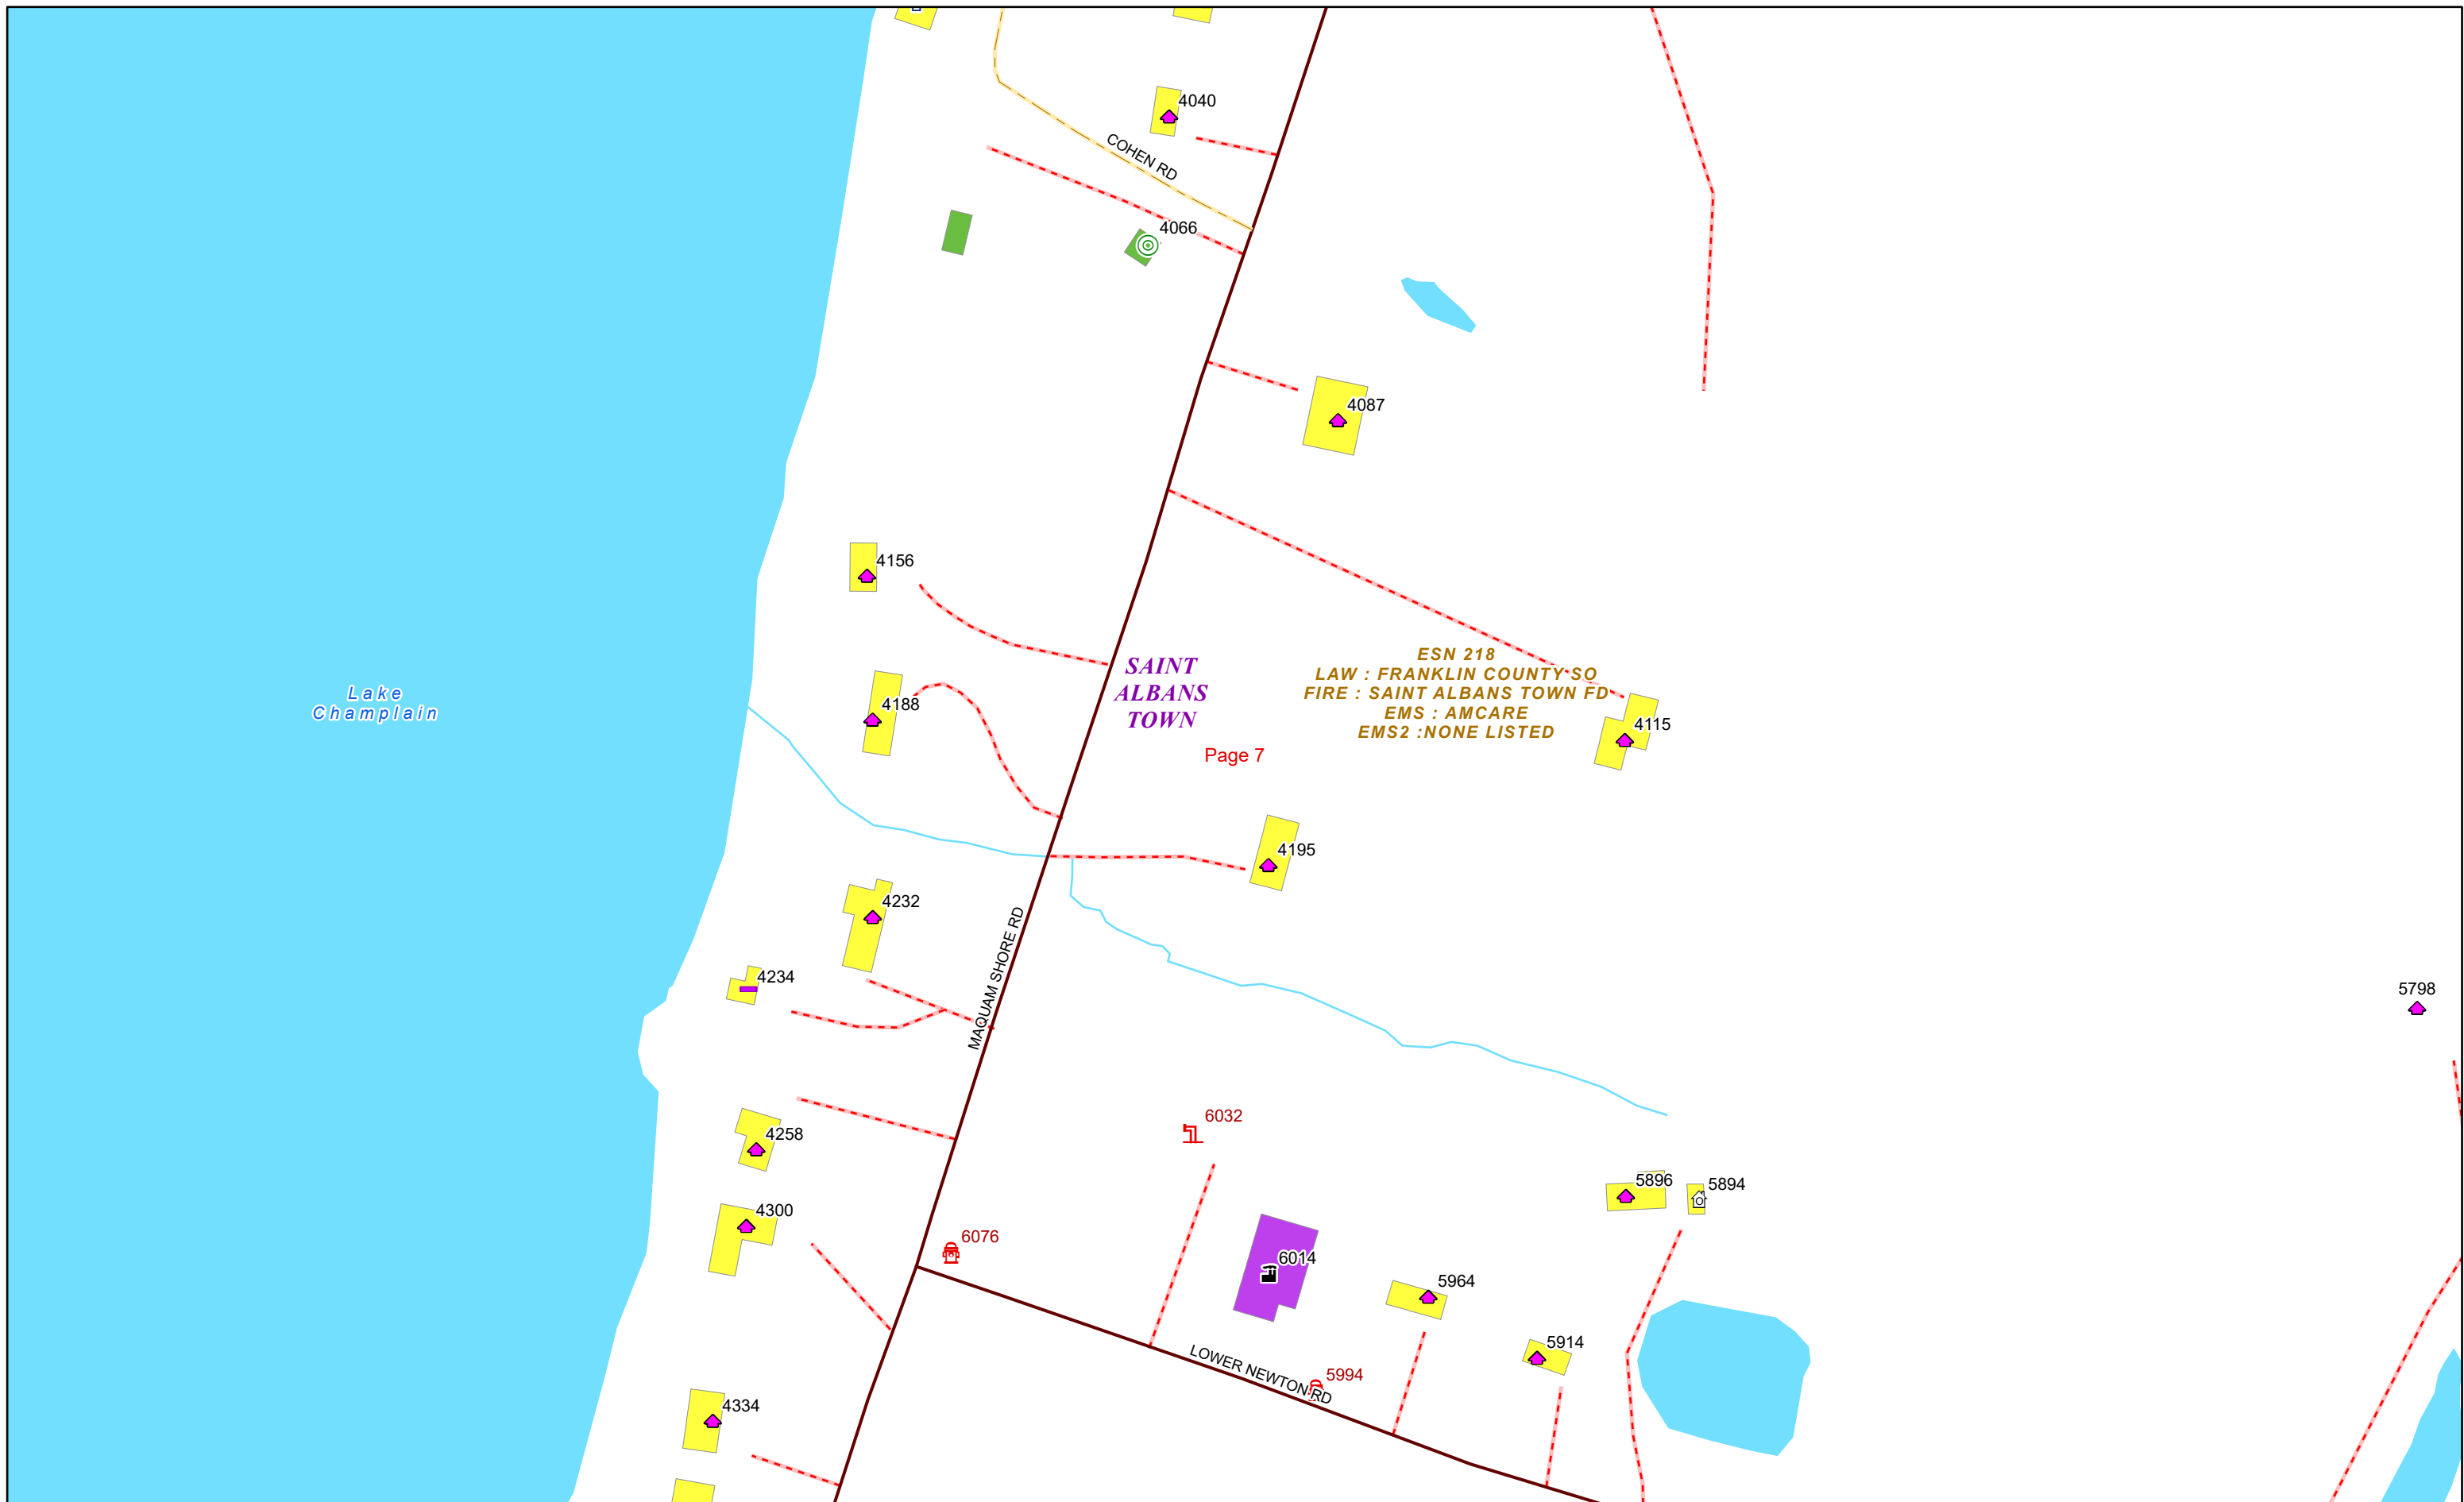 4040
COHEN RD
4066
4087
4156
SAINT
ALBANS
TOWN
ESN 218
LAW : FRANKLIN COUNTY SO
FIRE : SAINT ALBANS TOWN FD
EMS : AMCARE
EMS2 :NONE LISTED
Lake
Champlain
4188
4115
Page 7
4195
4232
MAQUAM SHORE RD
4234
5798
6032
4258
5896
5894
4300
6076
6014
5964
5914
LOWER NEWTON RD
5994
4334